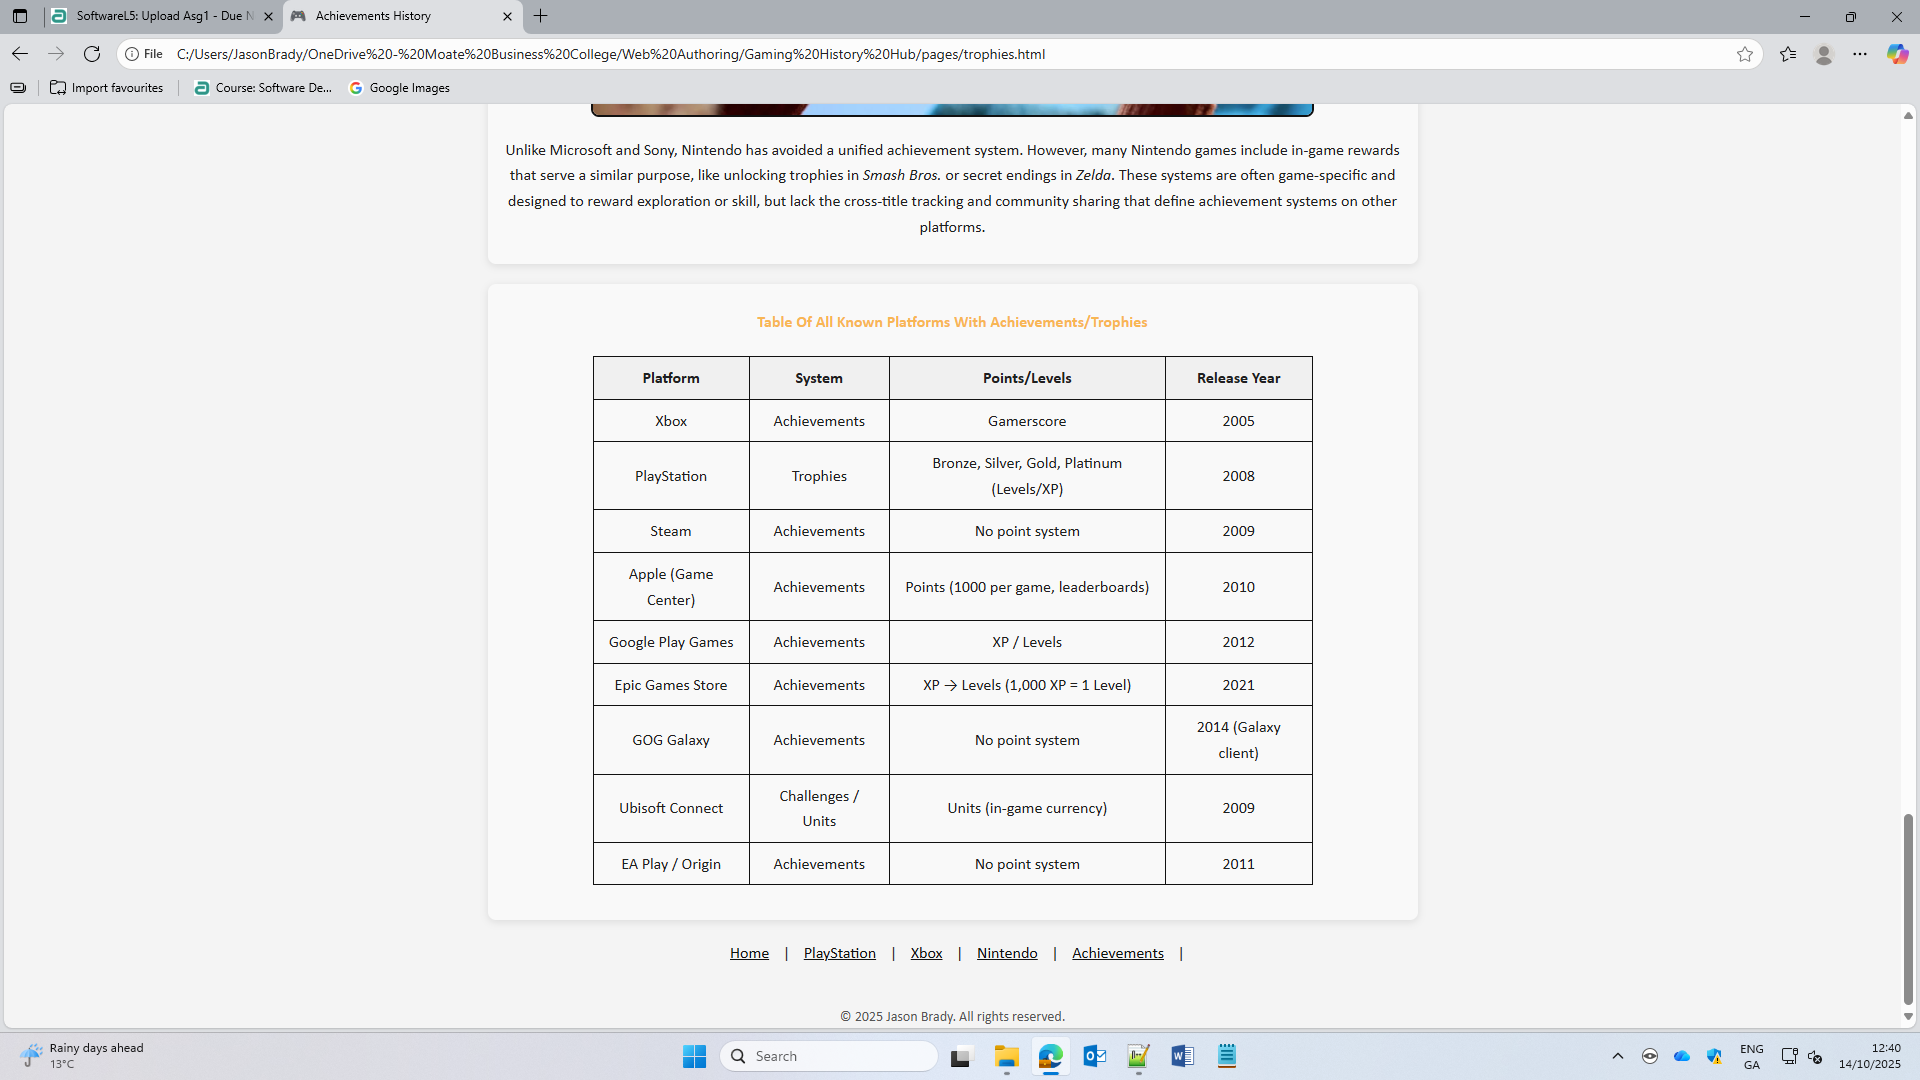 SoftwareL5: Upload Asg1 - Due N
Achievements History
File
C:/Users/JasonBrady/OneDrive%20-%20Moate%20Business%20College/Web%20Authoring/Gaming%20History%20Hub/pages/trophies.html
Import favourites
Course: Software De...
Google Images
Unlike Microsoft and Sony, Nintendo has avoided a unified achievement system. However, many Nintendo games include in-game rewards
that serve a similar purpose, like unlocking trophies in Smash Bros. or secret endings in Zelda. These systems are often game-specific and
designed to reward exploration or skill, but lack the cross-title tracking and community sharing that define achievement systems on other
platforms.
Table Of All Known Platforms With Achievements/Trophies
Platform System Points/Levels Release Year
Xbox Achievements Gamerscore 2005
PlayStation Trophies Bronze, Silver, Gold, Platinum
(Levels/XP) 2008
Steam Achievements No point system 2009
Apple (Game
Center) Achievements Points (1000 per game, leaderboards) 2010
Google Play Games Achievements XP / Levels 2012
Epic Games Store Achievements XP → Levels (1,000 XP = 1 Level) 2021
GOG Galaxy Achievements No point system 2014 (Galaxy
client)
Ubisoft Connect Challenges /
Units Units (in-game currency) 2009
EA Play / Origin Achievements No point system 2011
Home | PlayStation | Xbox | Nintendo | Achievements |
© 2025 Jason Brady. All rights reserved.
Rainy days ahead
13°C
Search
ENG
GA
12:40
14/10/2025